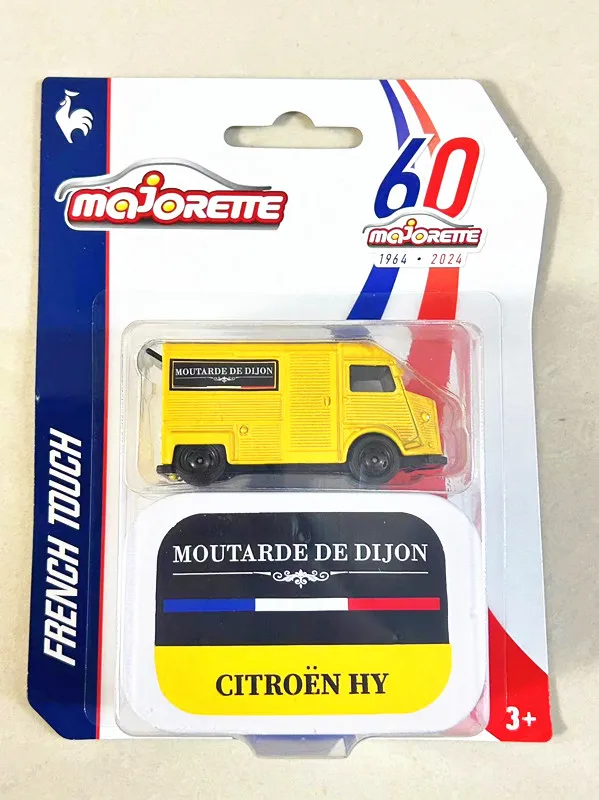 MAJORETTE
60
MAJORETTE
1964 • 2024
MOUTARDE DE DIJON
FRENCH TOUCH
MOUTARDE DE DIJON
CITROËN HY
3+